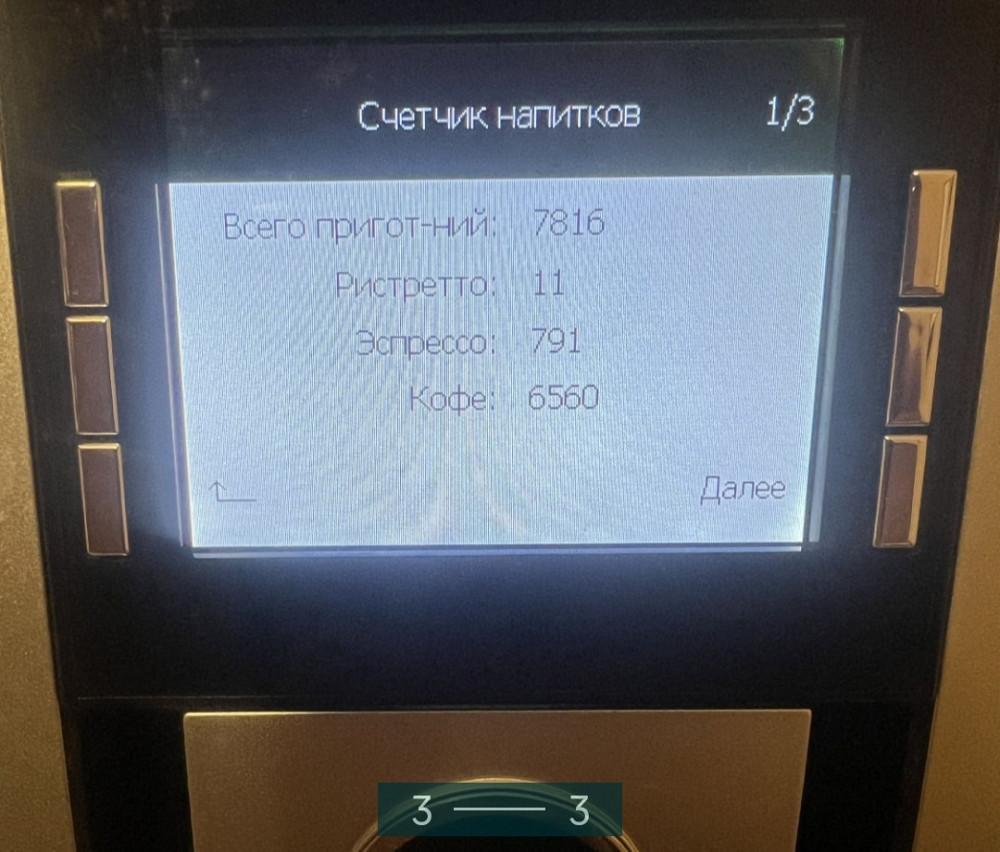 Счетчик напитков 1/3
Всего пригот-ний: 7816
Ристретто: 11
Эспрессо: 791
Кофе: 6560
Далее
3 — 3